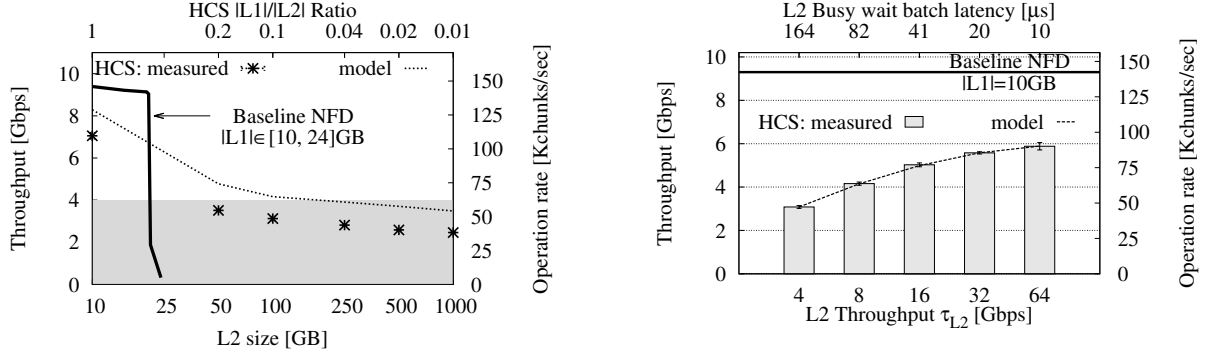 HCS |L1|/|L2| Ratio
1 0.2 0.1 0.04 0.02 0.01
HCS: measured model
Baseline NFD
|L1|∈[10, 24]GB
Throughput [Gbps]
0 2 4 6 8 10
Operation rate [Kchunks/sec]
0 25 50 75 100 125 150
10 25 50 100 250 500 1000
L2 size [GB]
L2 Busy wait batch latency [μs]
164 82 41 20 10
Baseline NFD
|L1|=10GB
HCS: measured model
Throughput [Gbps]
0 2 4 6 8 10
Operation rate [Kchunks/sec]
0 25 50 75 100 125 150
4 8 16 32 64
L2 Throughput τL2 [Gbps]